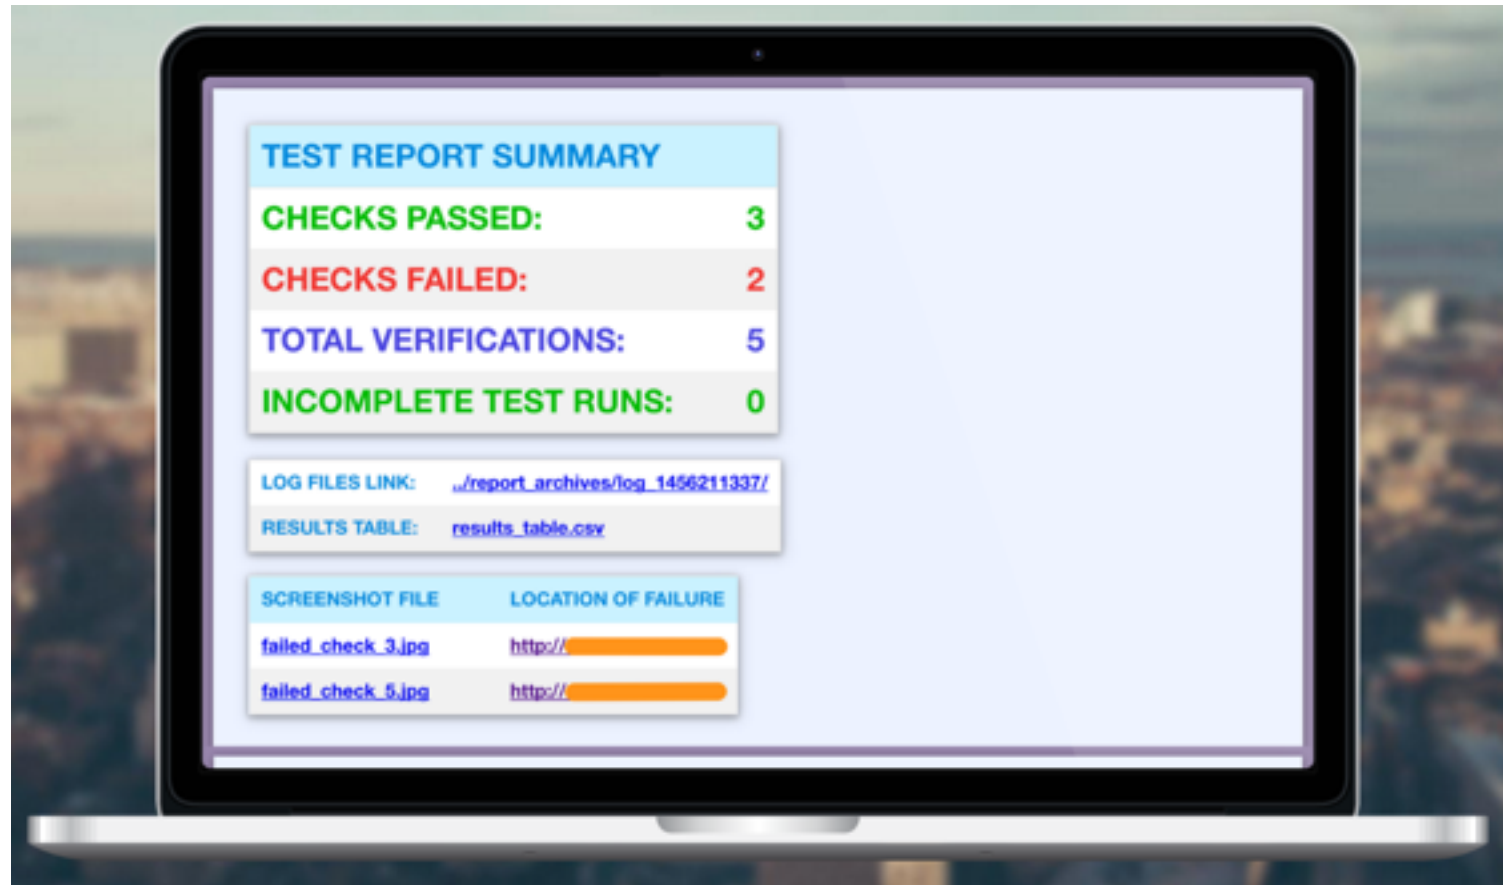 TEST REPORT SUMMARY
CHECKS PASSED: 3
CHECKS FAILED: 2
TOTAL VERIFICATIONS: 5
INCOMPLETE TEST RUNS: 0
LOG FILES LINK: ../report_archives/log_1456211337/
RESULTS TABLE: results_table.csv
SCREENSHOT FILE LOCATION OF FAILURE
failed_check_3.jpg http://
failed_check_5.jpg http://